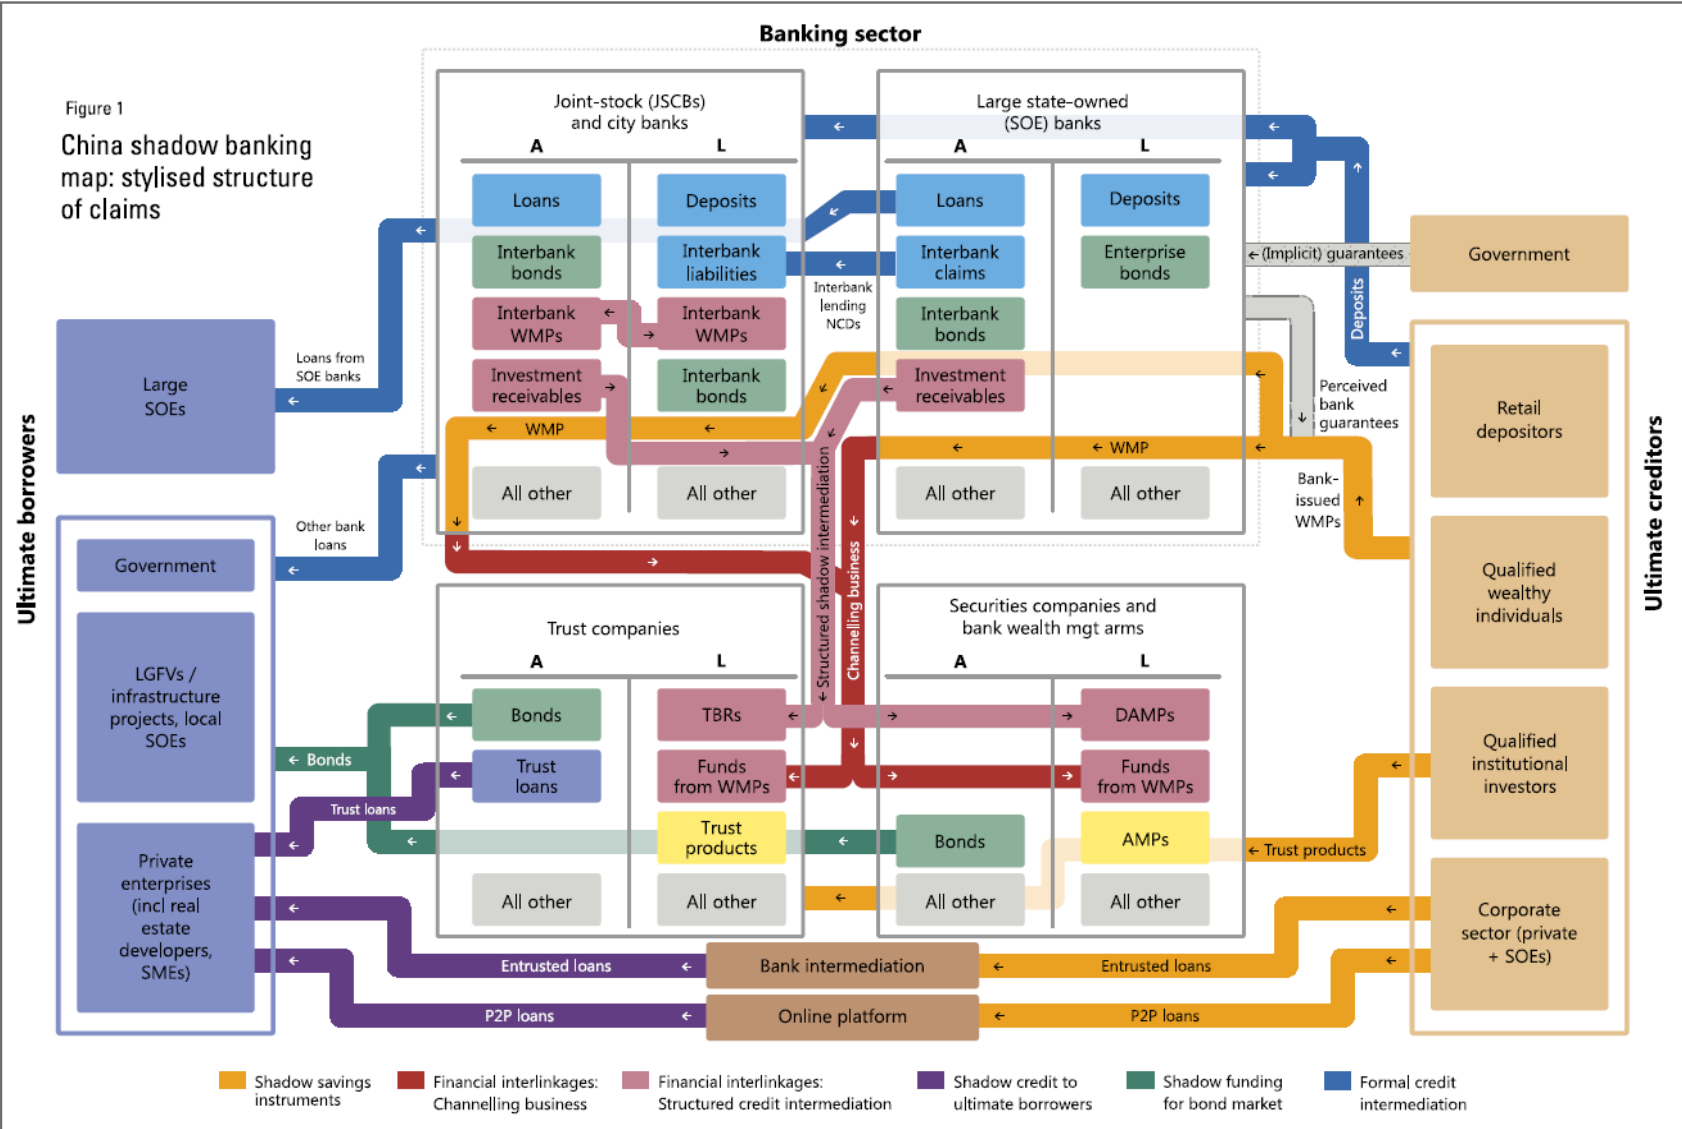 Banking sector
Figure 1
China shadow banking
map: stylised structure
of claims
Joint-stock (JSCBs)
and city banks
A
L
Loans
Deposits
Interbank
bonds
Interbank
liabilities
Interbank
WMPs
Interbank
WMPs
Investment
receivables
Interbank
bonds
WMP
All other
All other
Large state-owned
(SOE) banks
A
L
Loans
Deposits
Interbank
claims
Enterprise
bonds
Interbank
bonds
Investment
receivables
WMP
All other
All other
Interbank
lending
NCDs
(Implicit) guarantees
Government
Deposits
Perceived
bank
guarantees
Bank-
issued
WMPs
Ultimate borrowers
Large
SOEs
Loans from
SOE banks
Other bank
loans
Government
LGFVs /
infrastructure
projects, local
SOEs
Private
enterprises
(incl real
estate
developers,
SMEs)
Bonds
Trust loans
Structured shadow intermediation
Channelling business
Trust companies
A
L
Bonds
TBRs
Trust
loans
Funds
from WMPs
Trust
products
All other
All other
Securities companies and
bank wealth mgt arms
A
L
DAMPs
Funds
from WMPs
Bonds
AMPs
All other
All other
Trust products
Ultimate creditors
Retail
depositors
Qualified
wealthy
individuals
Qualified
institutional
investors
Corporate
sector (private
+ SOEs)
Entrusted loans
Bank intermediation
Entrusted loans
P2P loans
Online platform
P2P loans
Shadow savings
instruments
Financial interlinkages:
Channelling business
Financial interlinkages:
Structured credit intermediation
Shadow credit to
ultimate borrowers
Shadow funding
for bond market
Formal credit
intermediation